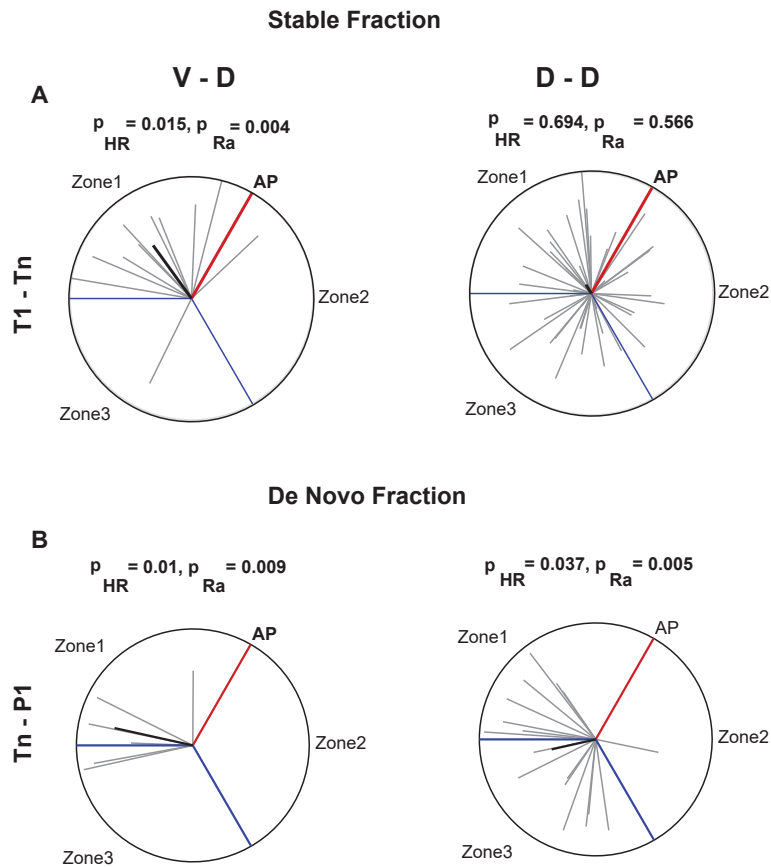 Stable Fraction
V - D
D - D
A
p HR = 0.015, p Ra = 0.004
p HR = 0.694, p Ra = 0.566
Zone1
AP
Zone2
Zone3
Zone1
AP
Zone2
Zone3
T1 - Tn
De Novo Fraction
B
p HR = 0.01, p Ra = 0.009
p HR = 0.037, p Ra = 0.005
Zone1
AP
Zone2
Zone3
Zone1
AP
Zone2
Zone3
Tn - P1